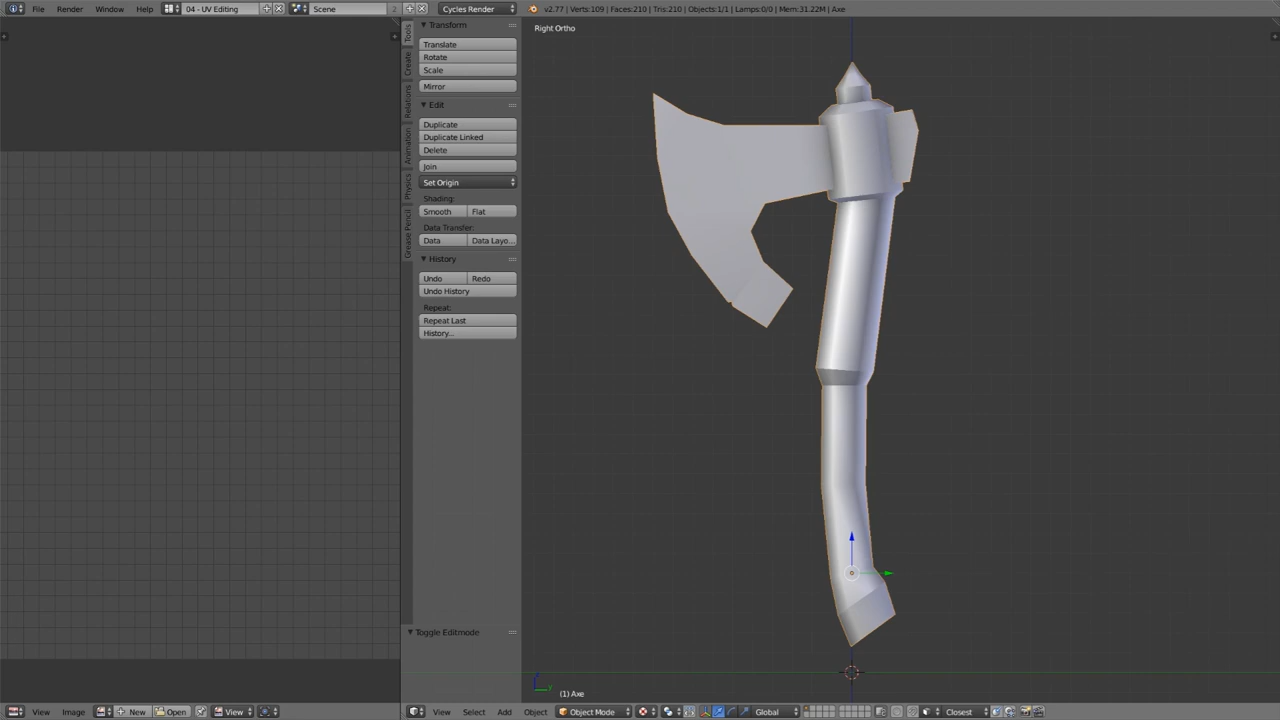 File Render Window Help 04 - UV Editing Scene 2 Cycles Render v2.77 | Verts:109 | Faces:210 | Tris:210 | Objects:1/1 | Lamps:0/0 | Mem:31.22M | Axe
Tools
Create
Relations
Animation
Physics
Grease Pencil
Transform
Translate
Rotate
Scale
Mirror
Edit
Duplicate
Duplicate Linked
Delete
Join
Set Origin
Shading:
Smooth Flat
Data Transfer:
Data Data Layo...
History
Undo Redo
Undo History
Repeat:
Repeat Last
History...
Toggle Editmode
Right Ortho
(1) Axe
View Image New Open View
View Select Add Object Object Mode Global Closest